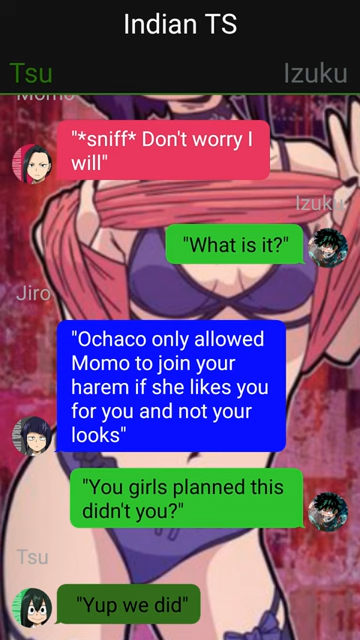 Indian TS
Tsu Izuku
Momo
"*sniff* Don't worry I
will"
Izuku
"What is it?"
Jiro
"Ochaco only allowed
Momo to join your
harem if she likes you
for you and not your
looks"
"You girls planned this
didn't you?"
Tsu
"Yup we did"